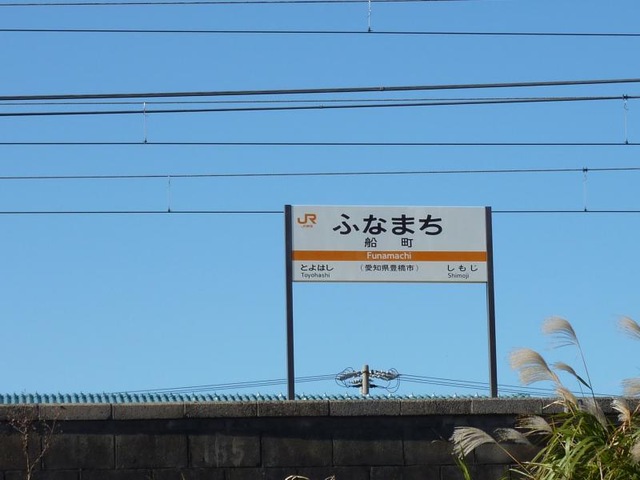 JR
ふなまち
船町
Funamachi
とよはし
Toyohashi
(愛知県豊橋市)
しもじ
Shimoji